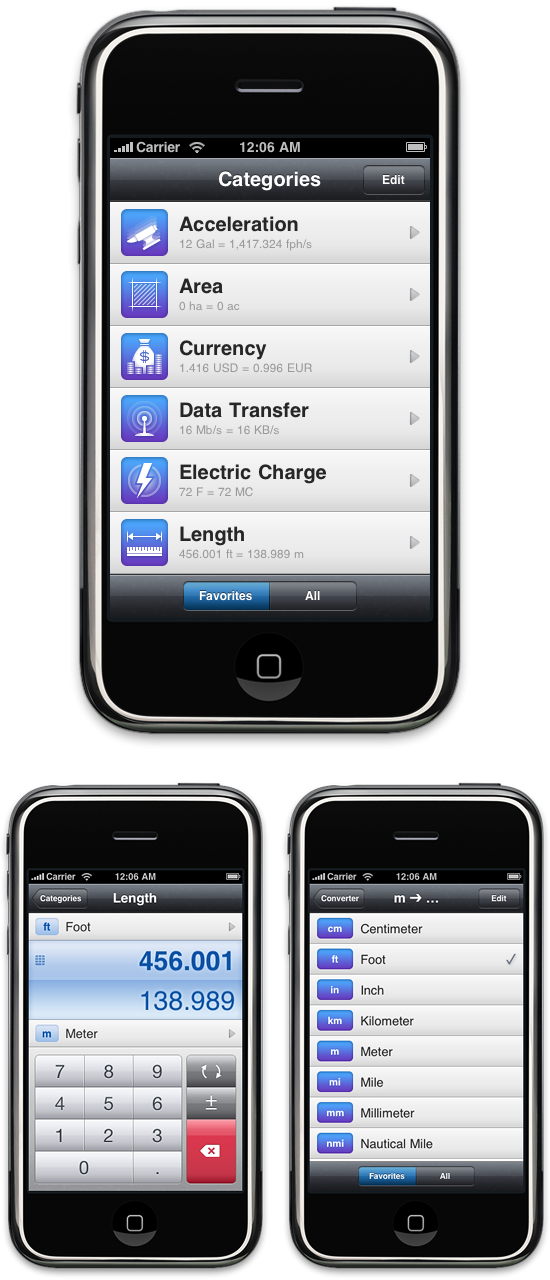 Carrier 12:06 AM
Categories Edit
Acceleration
12 Gal = 1,417.324 fph/s
Area
0 ha = 0 ac
$
Currency
1.416 USD = 0.996 EUR
Data Transfer
16 Mb/s = 16 KB/s
Electric Charge
72 F = 72 MC
Length
456.001 ft = 138.989 m
Favorites All
Carrier 12:06 AM
Categories Length
ft Foot
456.001
138.989
m Meter
7 8 9
4 5 6 ±
1 2 3
0 .
Carrier 12:06 AM
Converter m ➔ ... Edit
cm Centimeter
ft Foot ✓
in Inch
km Kilometer
m Meter
mi Mile
mm Millimeter
nmi Nautical Mile
Favorites All